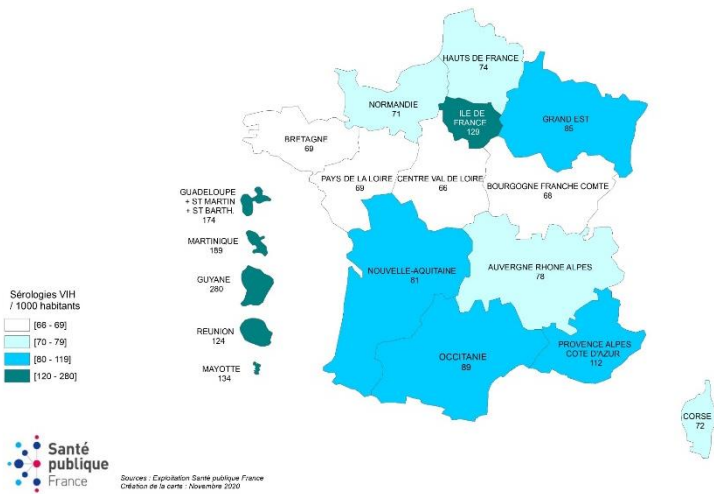 HAUTS DE FRANCE
74
NORMANDIE
71
ILE DE
FRANCE
129
GRAND EST
85
BRETAGNE
69
PAYS DE LA LOIRE
69
CENTRE VAL DE LOIRE
66
BOURGOGNE FRANCHE COMTE
68
GUADELOUPE
+ ST MARTIN
+ ST BARTH.
174
MARTINIQUE
189
GUYANE
280
REUNION
124
MAYOTTE
134
NOUVELLE-AQUITAINE
81
AUVERGNE RHONE ALPES
78
OCCITANIE
89
PROVENCE ALPES
COTE D'AZUR
112
CORSE
72
Sérologies VIH
/ 1000 habitants
[66 - 69]
[70 - 79]
[80 - 119]
[120 - 280]
Santé
publique
France
Sources : Exploitation Santé publique France
Création de la carte : Novembre 2020